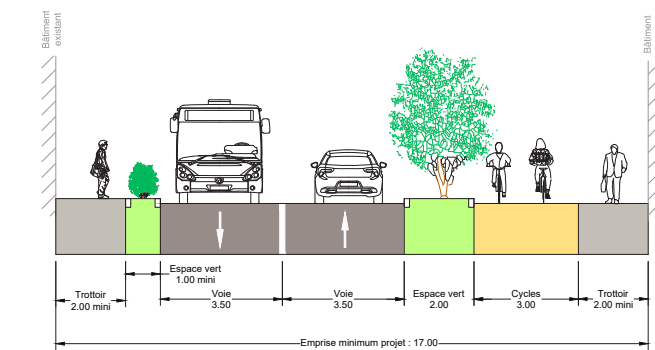 Bâtiment
existant
Bâtiment
Espace vert
1.00 mini
Trottoir
2.00 mini
Voie
3.50
Voie
3.50
Espace vert
2.00
Cycles
3.00
Trottoir
2.00 mini
Emprise minimum projet : 17.00